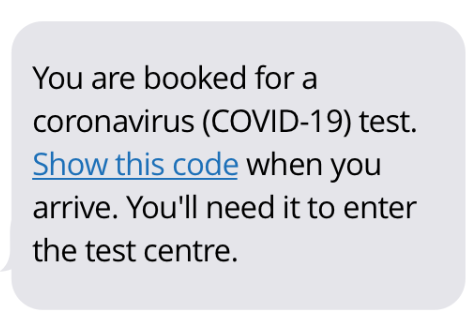 You are booked for a
coronavirus (COVID-19) test.
Show this code when you
arrive. You'll need it to enter
the test centre.